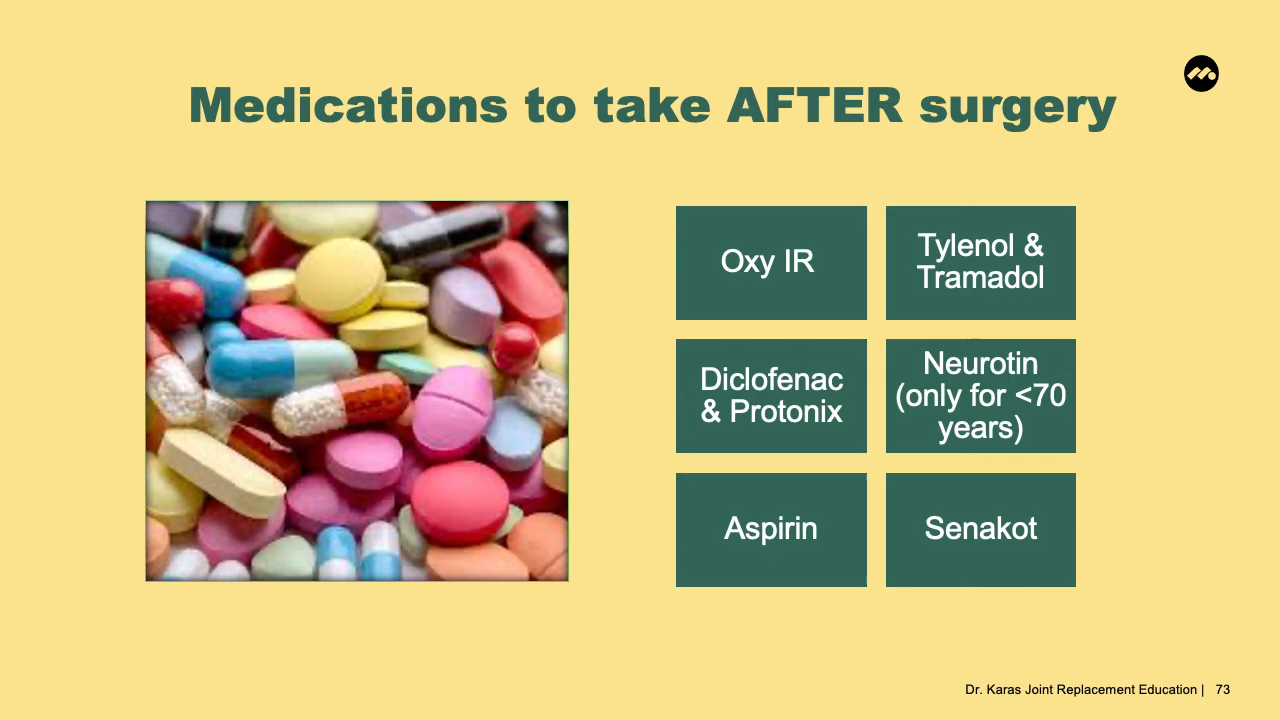 Medications to take AFTER surgery
Oxy IR
Tylenol &
Tramadol
Diclofenac
& Protonix
Neurotin
(only for <70
years)
Aspirin
Senakot
Dr. Karas Joint Replacement Education | 73